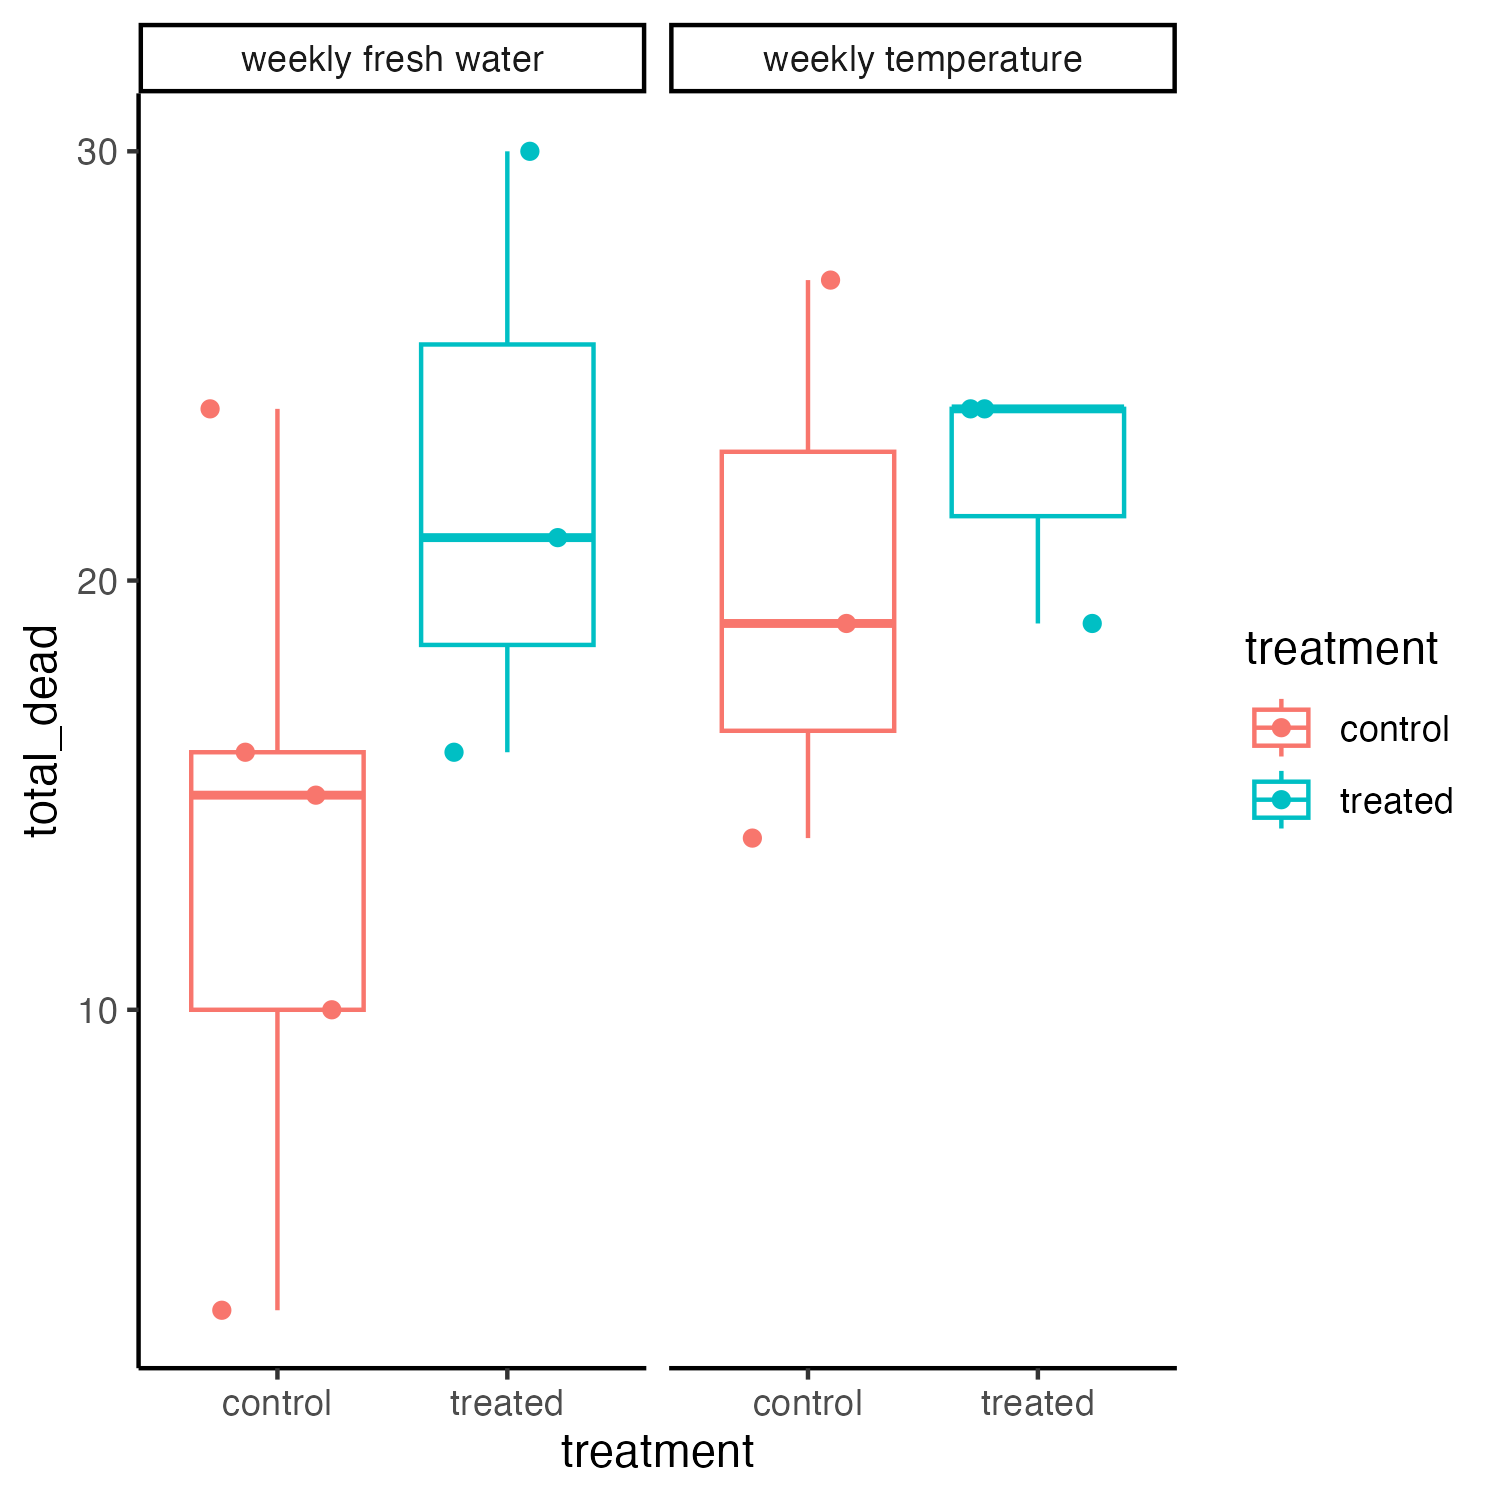 weekly fresh water
weekly temperature
30
20
10
total_dead
control
treated
control
treated
treatment
treatment
control
treated